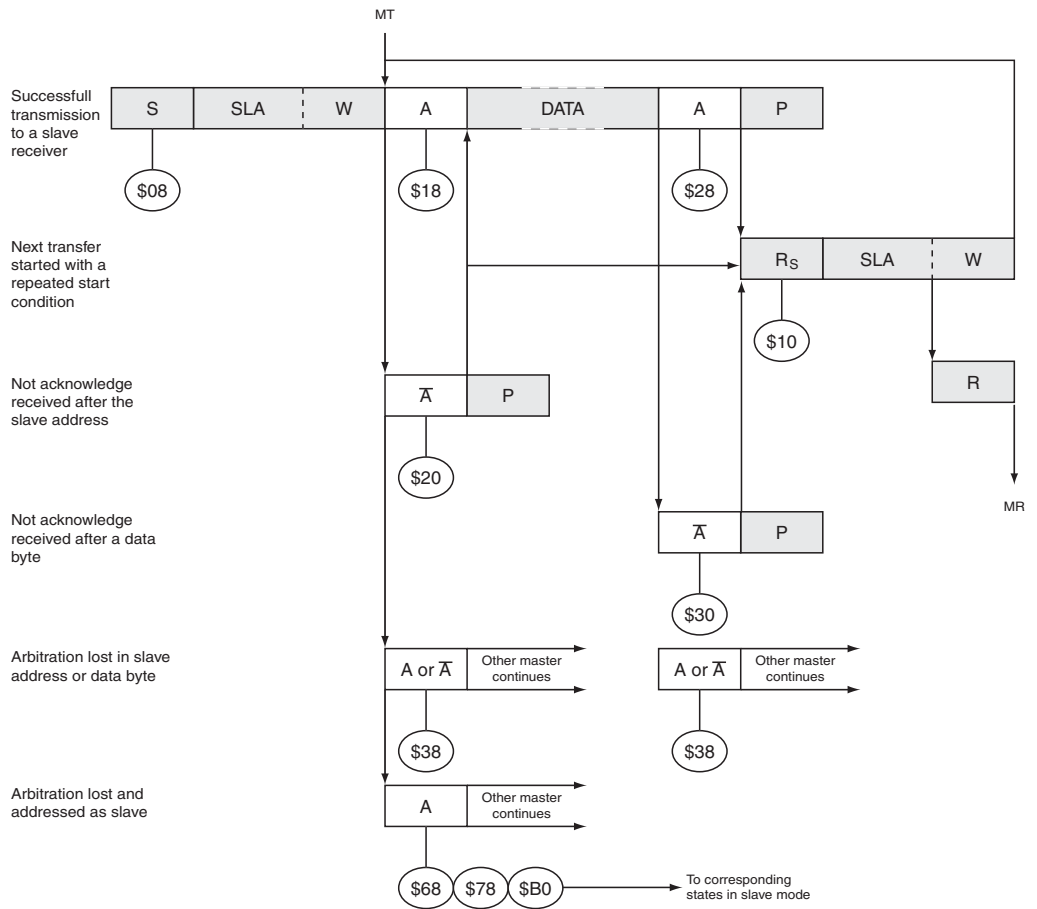 MT
Successfull
transmission
to a slave
receiver
S SLA W A DATA A P
$08 $18 $28
Next transfer
started with a
repeated start
condition
RS SLA W
$10
Not acknowledge
received after the
slave address
A̅ P
R
$20
MR
Not acknowledge
received after a data
byte
A̅ P
$30
Arbitration lost in slave
address or data byte
A or A̅ Other master
continues
A or A̅ Other master
continues
$38 $38
Arbitration lost and
addressed as slave
A Other master
continues
$68 $78 $B0 To corresponding
states in slave mode